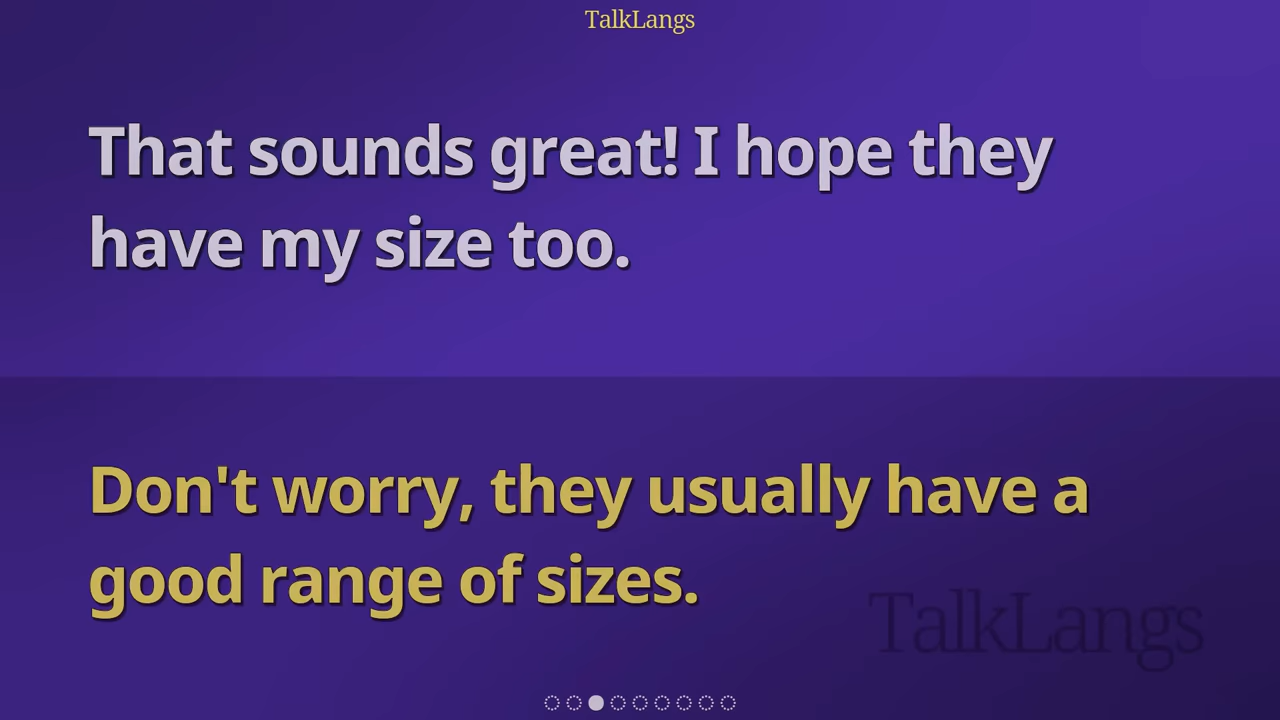 TalkLangs
That sounds great! I hope they
have my size too.
Don't worry, they usually have a
good range of sizes.
TalkLangs